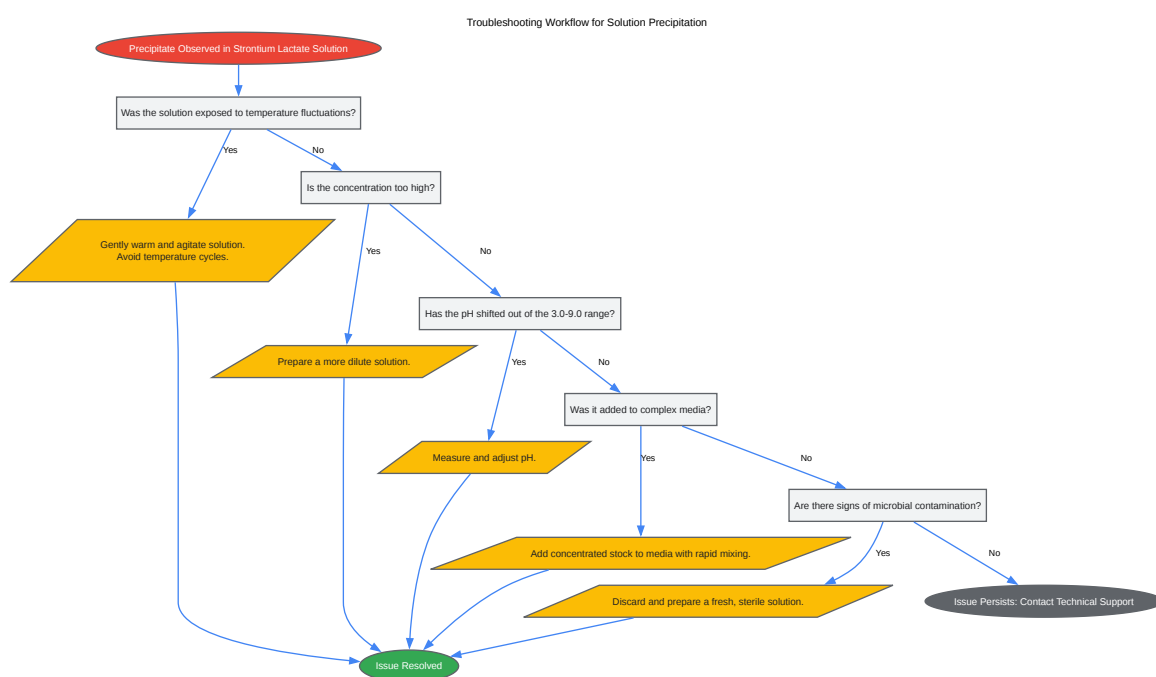 Troubleshooting Workflow for Solution Precipitation
Precipitate Observed in Strontium Lactate Solution
Was the solution exposed to temperature fluctuations?
Yes
No
Is the concentration too high?
Gently warm and agitate solution.
Avoid temperature cycles.
Yes
No
Has the pH shifted out of the 3.0-9.0 range?
Prepare a more dilute solution.
Yes
No
Was it added to complex media?
Measure and adjust pH.
Yes
No
Are there signs of microbial contamination?
Add concentrated stock to media with rapid mixing.
Yes
No
Discard and prepare a fresh, sterile solution.
Issue Persists: Contact Technical Support
Issue Resolved